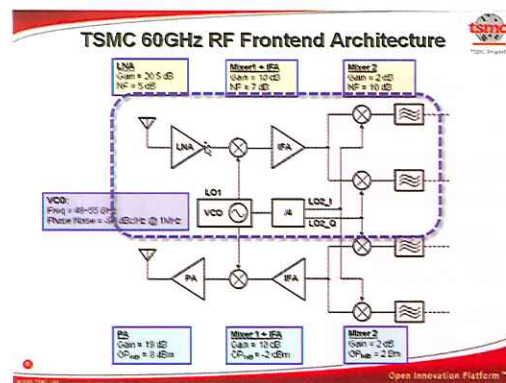 TSMC 60GHz RF Frontend Architecture
tsmc
LNA
Gain = 20.5 dB
NF = 5 dB
Mixer1 + IFA
Gain = 10 dB
NF = 7 dB
Mixer 2
Gain = 2 dB
NF = 10 dB
LNA
IFA
LO1
VCO
/4
LO2_I
LO2_Q
VCO:
Phase Noise @ 1MHz
PA
IFA
PA
Gain = 19 dB
Mixer 1 + IFA
Gain = 10 dB
Mixer 2
Gain = 2 dB
Open Innovation Platform